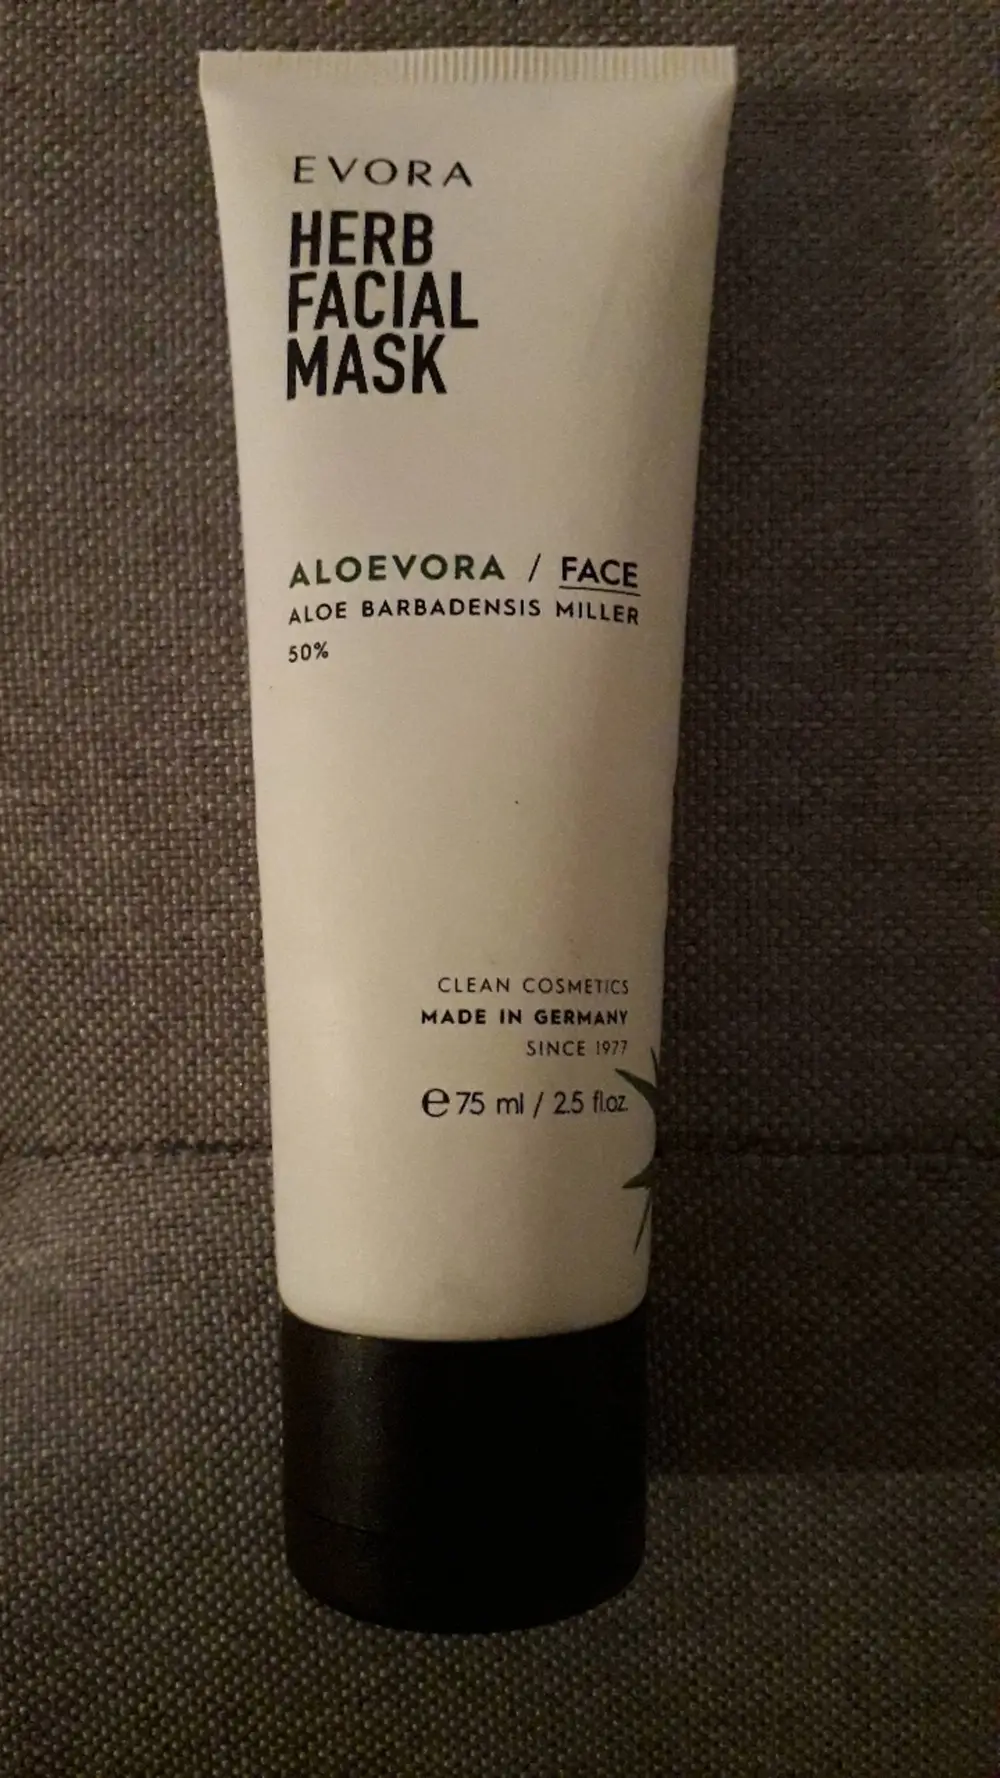 EVORA
HERB
FACIAL
MASK
ALOEVORA / FACE
ALOE BARBADENSIS MILLER
50%
CLEAN COSMETICS
MADE IN GERMANY
SINCE 1977
℮ 75 ml / 2.5 fl.oz.